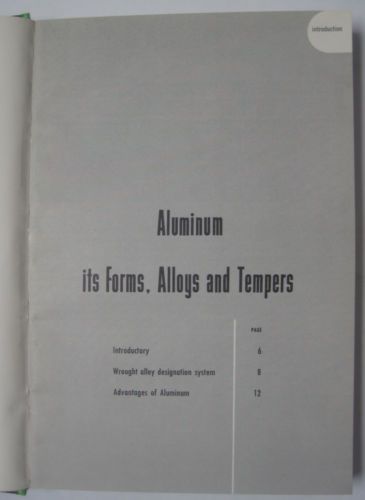 introduction
Aluminum
its Forms, Alloys and Tempers
PAGE
Introductory 6
Wrought alloy designation system 8
Advantages of Aluminum 12